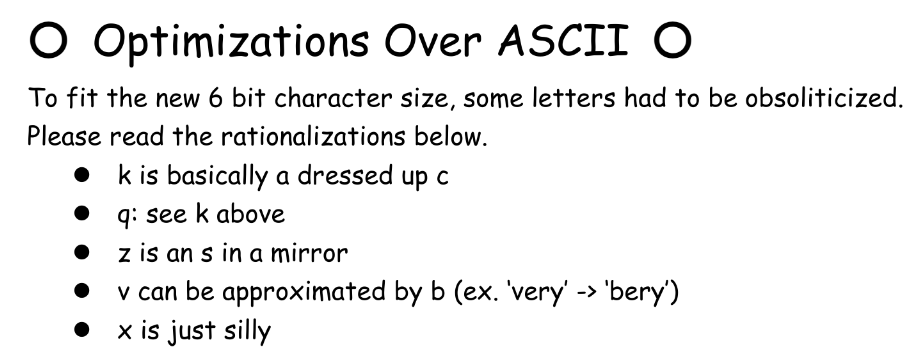 O Optimizations Over ASCII O
To fit the new 6 bit character size, some letters had to be obsoliticized.
Please read the rationalizations below.
● k is basically a dressed up c
● q: see k above
● z is an s in a mirror
● v can be approximated by b (ex. 'very' -> 'bery')
● x is just silly